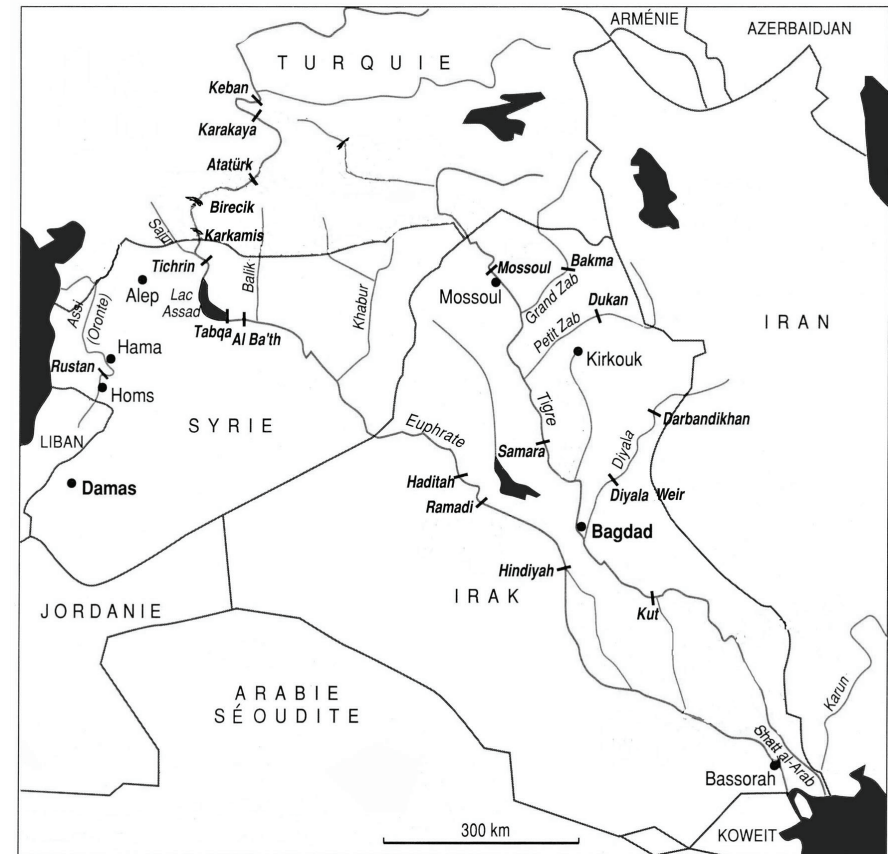 ARMÉNIE
AZERBAIDJAN
TURQUIE
Keban
Karakaya
Atatürk
Birecik
Sajur
Karkamis
Tichrin
Balik
Mossoul
Bakma
Alep
Lac
Assad
Khabur
Mossoul
Grand Zab
Dukan
Assi
(Oronte)
Tabqa
Al Ba'th
Petit Zab
IRAN
Hama
Kirkouk
Rustan
Homs
SYRIE
Euphrate
Tigre
Darbandikhan
LIBAN
Samara
Diyala
Damas
Haditah
Diyala Weir
Ramadi
Bagdad
Hindiyah
IRAK
Kut
JORDANIE
ARABIE
SÉOUDITE
Karun
Shatt al-Arab
Bassorah
300 km
KOWEIT